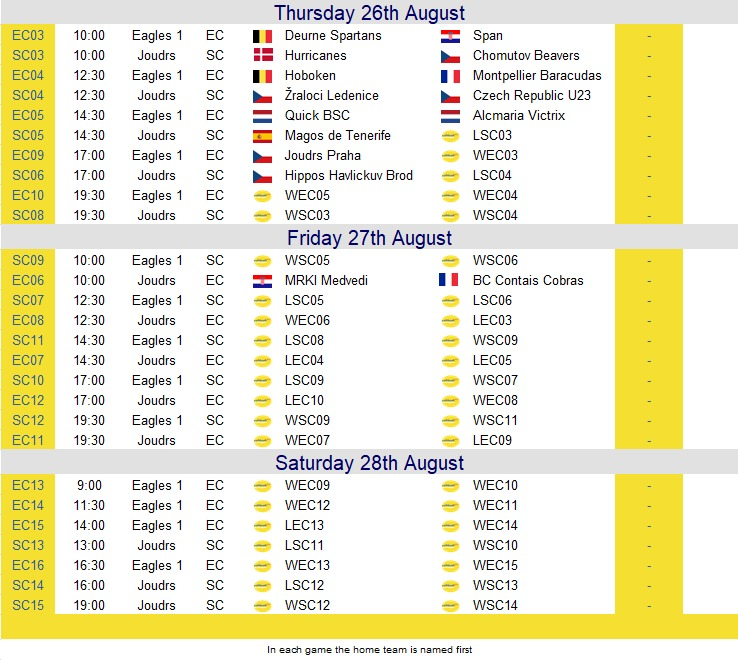 Thursday 26th August
EC03 10:00 Eagles 1 EC Deurne Spartans Span -
SC03 10:00 Joudrs SC Hurricanes Chomutov Beavers -
EC04 12:30 Eagles 1 EC Hoboken Montpellier Baracudas -
SC04 12:30 Joudrs SC Žraloci Ledenice Czech Republic U23 -
EC05 14:30 Eagles 1 EC Quick BSC Alcmaria Victrix -
SC05 14:30 Joudrs SC Magos de Tenerife LSC03 -
EC09 17:00 Eagles 1 EC Joudrs Praha WEC03 -
SC06 17:00 Joudrs SC Hippos Havlickuv Brod LSC04 -
EC10 19:30 Eagles 1 EC WEC05 WEC04 -
SC08 19:30 Joudrs SC WSC03 WSC04 -
Friday 27th August
SC09 10:00 Eagles 1 SC WSC05 WSC06 -
EC06 10:00 Joudrs EC MRKI Medvedi BC Contais Cobras -
SC07 12:30 Eagles 1 SC LSC05 LSC06 -
EC08 12:30 Joudrs EC WEC06 LEC03 -
SC11 14:30 Eagles 1 SC LSC08 WSC09 -
EC07 14:30 Joudrs EC LEC04 LEC05 -
SC10 17:00 Eagles 1 SC LSC09 WSC07 -
EC12 17:00 Joudrs EC LEC10 WEC08 -
SC12 19:30 Eagles 1 SC WSC09 WSC11 -
EC11 19:30 Joudrs EC WEC07 LEC09 -
Saturday 28th August
EC13 9:00 Eagles 1 EC WEC09 WEC10 -
EC14 11:30 Eagles 1 EC WEC12 WEC11 -
EC15 14:00 Eagles 1 EC LEC13 WEC14 -
SC13 13:00 Joudrs SC LSC11 WSC10 -
EC16 16:30 Eagles 1 EC WEC13 WEC15 -
SC14 16:00 Joudrs SC LSC12 WSC13 -
SC15 19:00 Joudrs SC WSC12 WSC14 -
In each game the home team is named first